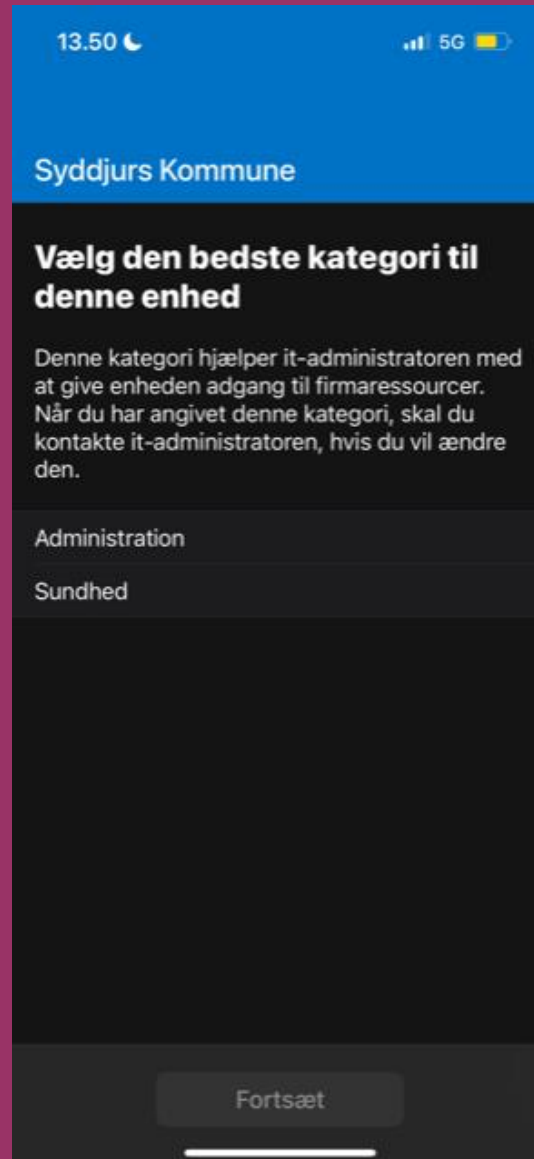 13.50
5G
Syddjurs Kommune
Vælg den bedste kategori til
denne enhed
Denne kategori hjælper it-administratoren med
at give enheden adgang til firmaressourcer.
Når du har angivet denne kategori, skal du
kontakte it-administratoren, hvis du vil ændre
den.
Administration
Sundhed
Fortsæt